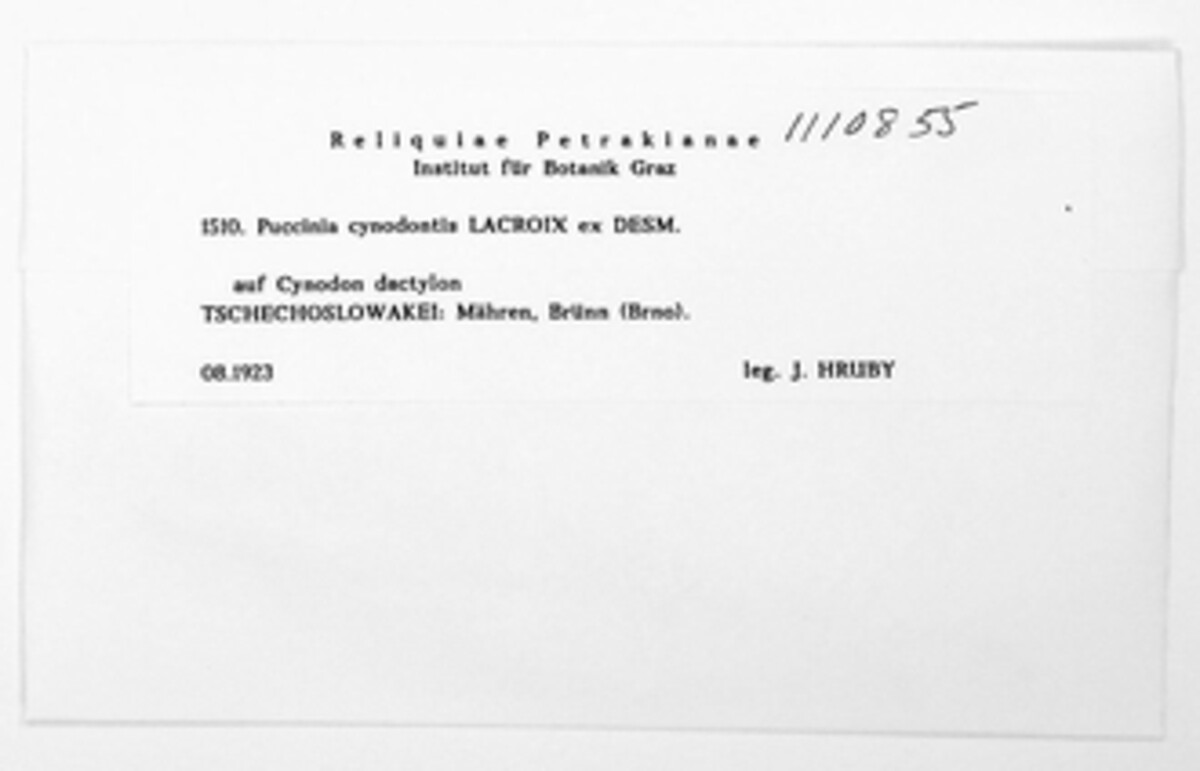 Reliquiae Petrakianae 1110855
Institut für Botanik Graz
1510. Puccinia cynodontis LACROIX ex DESM.
auf Cynodon dactylon
TSCHECHOSLOWAKEI: Mähren, Brünn (Brno).
08.1923 leg. J. HRUBY